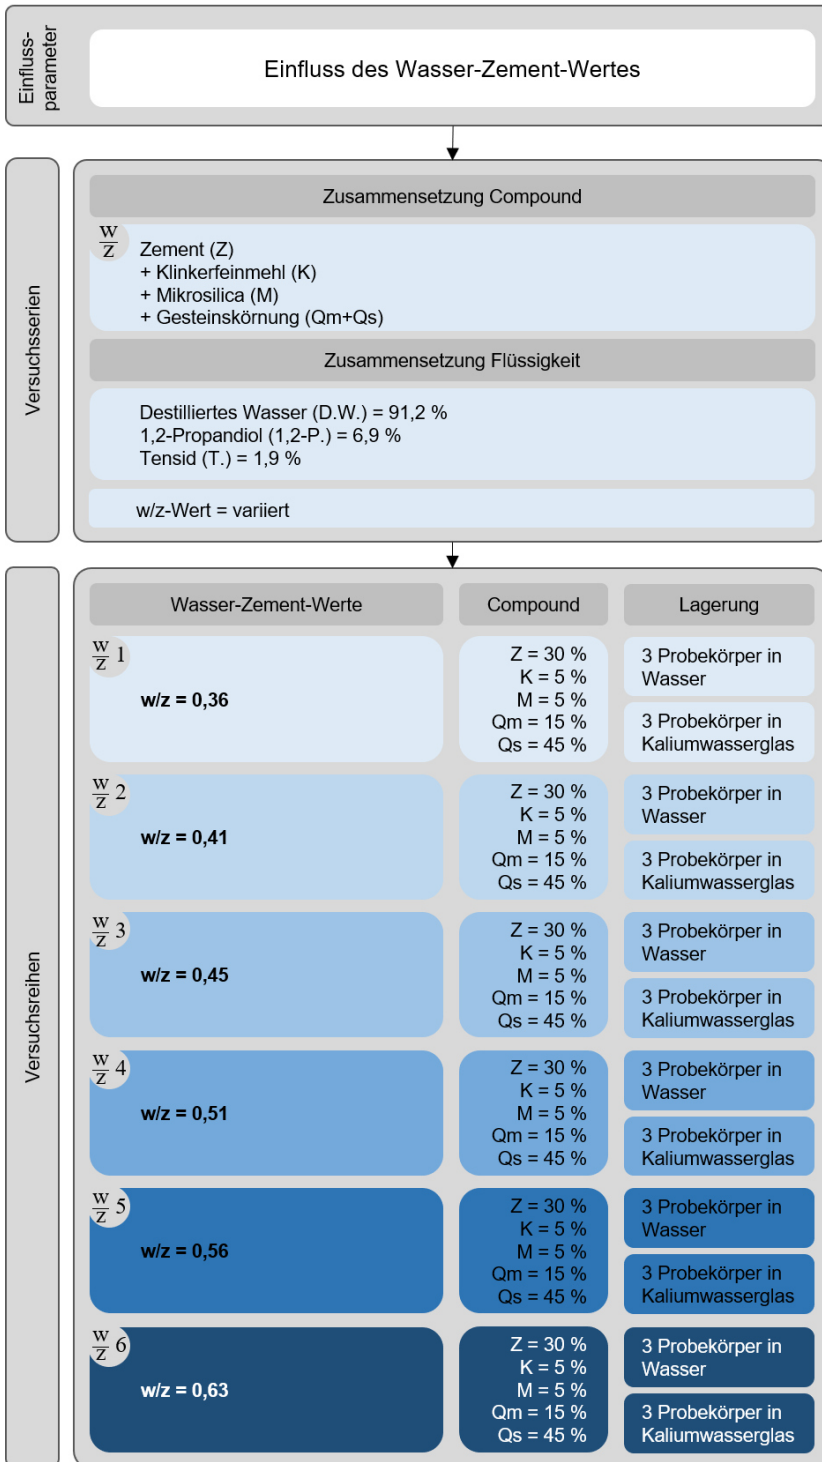 Einfluss-
parameter
Einfluss des Wasser-Zement-Wertes
Versuchsserien
Zusammensetzung Compound
w
z
Zement (Z)
+ Klinkerfeinmehl (K)
+ Mikrosilica (M)
+ Gesteinskörnung (Qm+Qs)
Zusammensetzung Flüssigkeit
Destilliertes Wasser (D.W.) = 91,2 %
1,2-Propandiol (1,2-P.) = 6,9 %
Tensid (T.) = 1,9 %
w/z-Wert = variiert
Versuchsreihen
Wasser-Zement-Werte
Compound
Lagerung
w
z 1
w/z = 0,36
Z = 30 %
K = 5 %
M = 5 %
Qm = 15 %
Qs = 45 %
3 Probekörper in
Wasser
3 Probekörper in
Kaliumwasserglas
w
z 2
w/z = 0,41
Z = 30 %
K = 5 %
M = 5 %
Qm = 15 %
Qs = 45 %
3 Probekörper in
Wasser
3 Probekörper in
Kaliumwasserglas
w
z 3
w/z = 0,45
Z = 30 %
K = 5 %
M = 5 %
Qm = 15 %
Qs = 45 %
3 Probekörper in
Wasser
3 Probekörper in
Kaliumwasserglas
w
z 4
w/z = 0,51
Z = 30 %
K = 5 %
M = 5 %
Qm = 15 %
Qs = 45 %
3 Probekörper in
Wasser
3 Probekörper in
Kaliumwasserglas
w
z 5
w/z = 0,56
Z = 30 %
K = 5 %
M = 5 %
Qm = 15 %
Qs = 45 %
3 Probekörper in
Wasser
3 Probekörper in
Kaliumwasserglas
w
z 6
w/z = 0,63
Z = 30 %
K = 5 %
M = 5 %
Qm = 15 %
Qs = 45 %
3 Probekörper in
Wasser
3 Probekörper in
Kaliumwasserglas